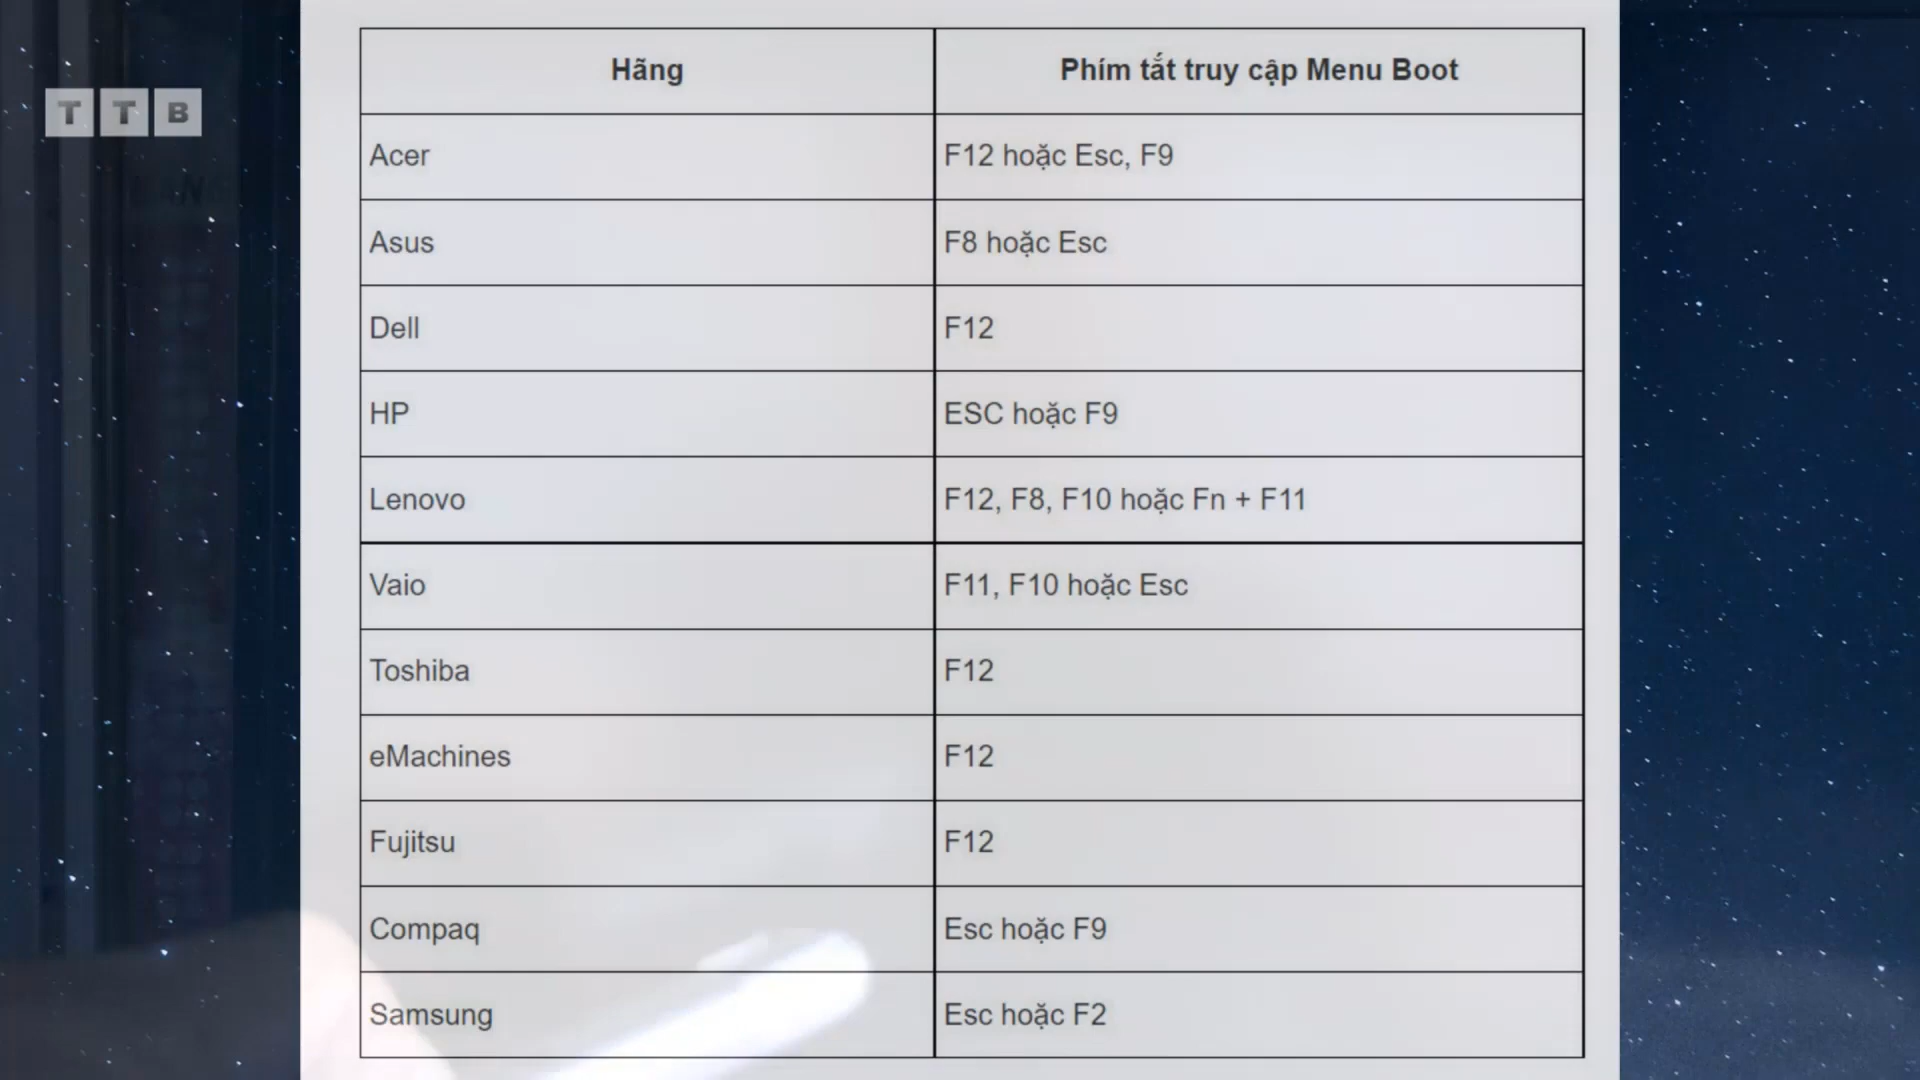 TTB
Hãng Phím tắt truy cập Menu Boot
Acer F12 hoặc Esc, F9
Asus F8 hoặc Esc
Dell F12
HP ESC hoặc F9
Lenovo F12, F8, F10 hoặc Fn + F11
Vaio F11, F10 hoặc Esc
Toshiba F12
eMachines F12
Fujitsu F12
Compaq Esc hoặc F9
Samsung Esc hoặc F2